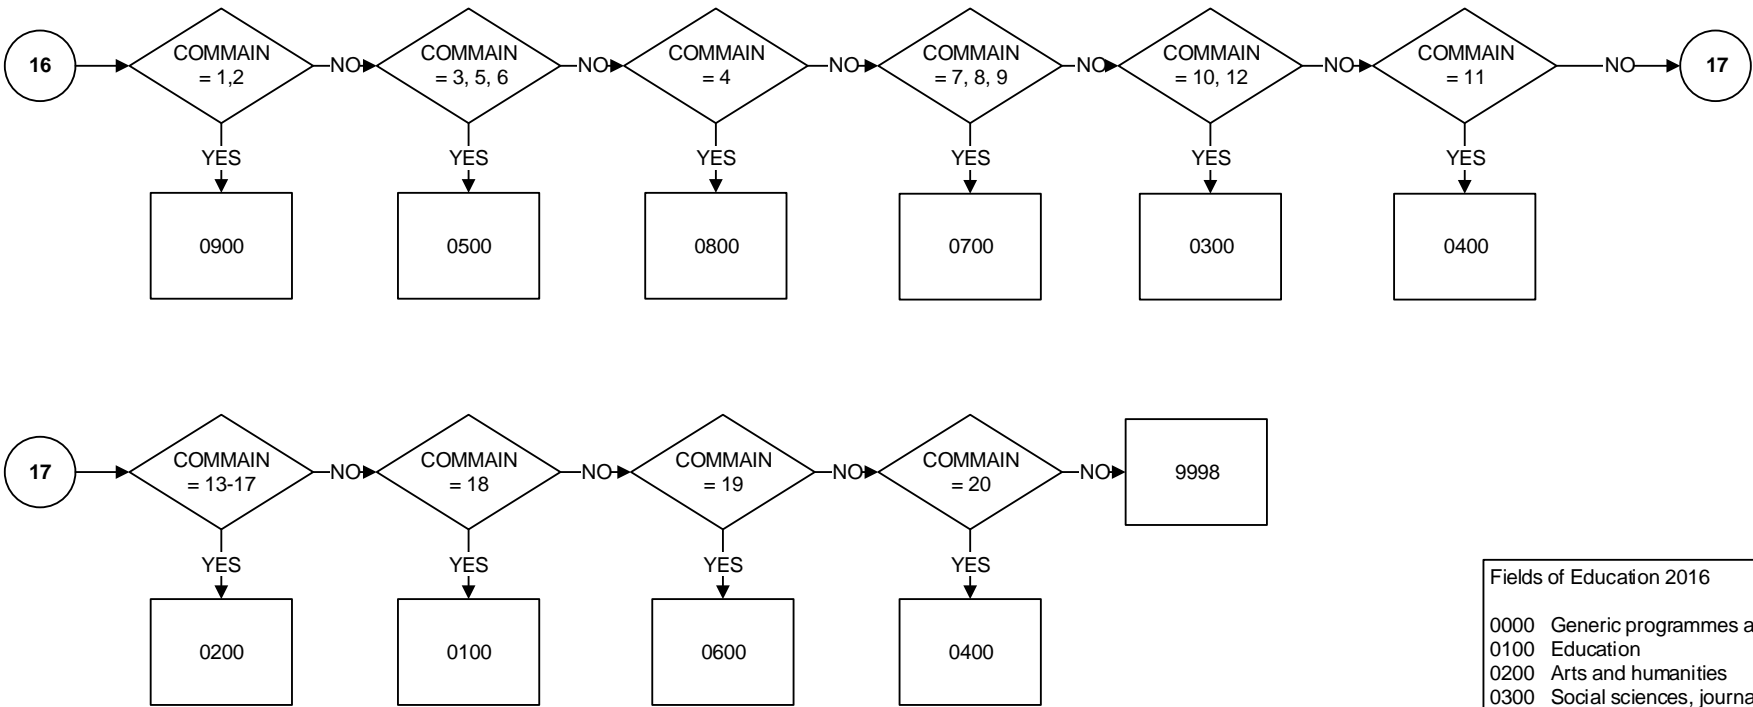 16
COMMAIN
= 1,2
NO
COMMAIN
= 3, 5, 6
NO
COMMAIN
= 4
NO
COMMAIN
= 7, 8, 9
NO
COMMAIN
= 10, 12
NO
COMMAIN
= 11
NO
17
YES
YES
YES
YES
YES
YES
0900
0500
0800
0700
0300
0400
17
COMMAIN
= 13-17
NO
COMMAIN
= 18
NO
COMMAIN
= 19
NO
COMMAIN
= 20
NO
9998
YES
YES
YES
YES
0200
0100
0600
0400
Fields of Education 2016
0000 Generic programmes a
0100 Education
0200 Arts and humanities
0300 Social sciences, journa